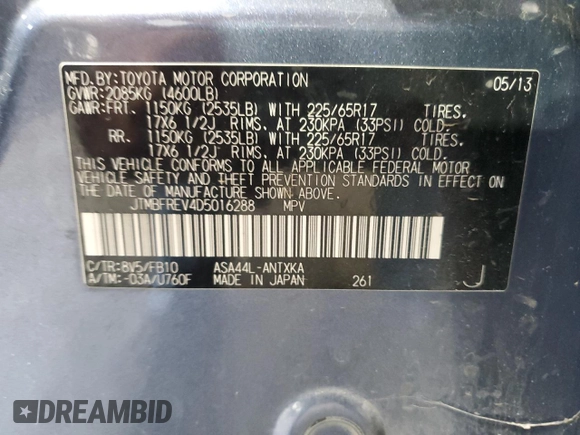 MFD.BY:TOYOTA MOTOR CORPORATION 05/13
GVWR:2085KG (4600LB)
GAWR:FRT. 1150KG (2535LB) WITH 225/65R17 TIRES.
17X6 1/2J RIMS. AT 230KPA (33PSI) COLD.
RR. 1150KG (2535LB) WITH 225/65R17 TIRES.
17X6 1/2J RIMS. AT 230KPA (33PSI) COLD.
THIS VEHICLE CONFORMS TO ALL APPLICABLE FEDERAL MOTOR
VEHICLE SAFETY AND THEFT PREVENTION STANDARDS IN EFFECT ON
THE DATE OF MANUFACTURE SHOWN ABOVE.
JTMBFREV4D5016288 MPV
C/TR:8V5/FB10 ASA44L-ANTXKA
A/TM:-03A/U760F MADE IN JAPAN 261 J
DREAMBID